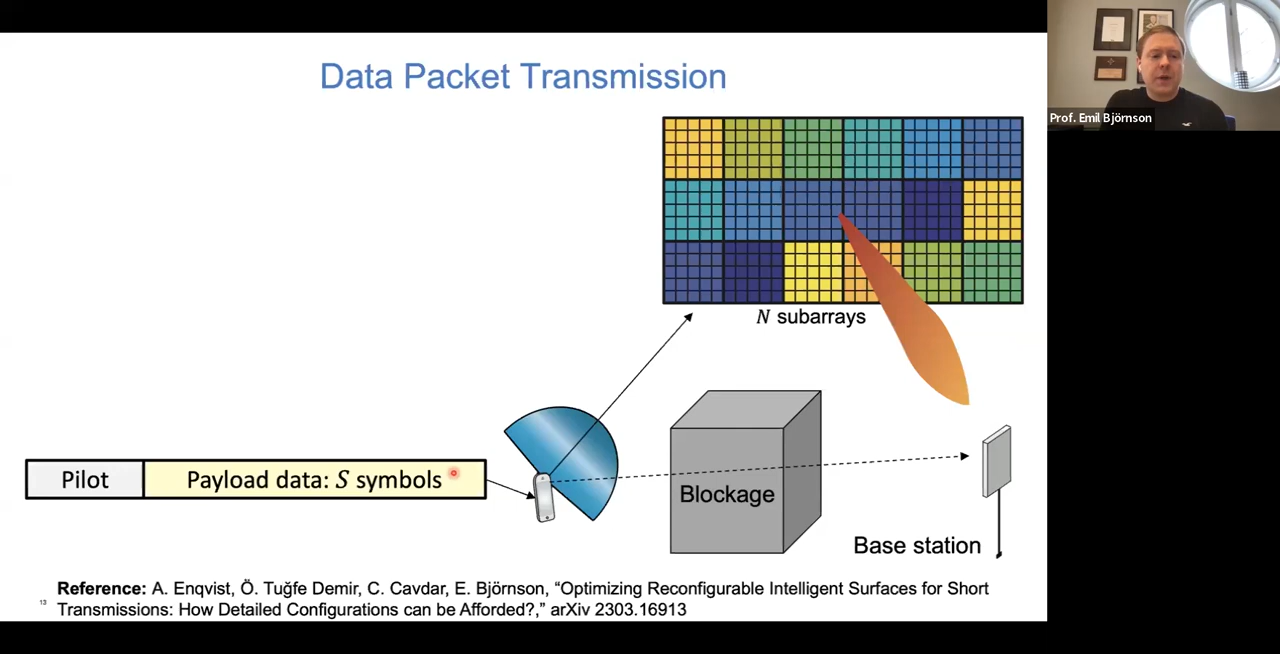 Data Packet Transmission
Prof. Emil Björnson
N subarrays
Pilot
Payload data: S symbols
Blockage
Base station
Reference: A. Enqvist, Ö. Tuğfe Demir, C. Cavdar, E. Björnson, “Optimizing Reconfigurable Intelligent Surfaces for Short
13 Transmissions: How Detailed Configurations can be Afforded?,” arXiv 2303.16913